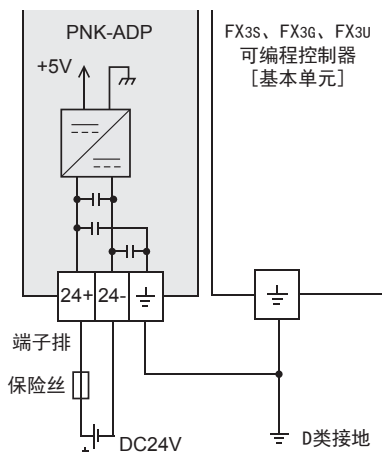 PNK-ADP
FX3S、FX3G、FX3U
可编程控制器
[基本单元]
+5V
24+ 24-
端子排
保险丝
DC24V
D类接地